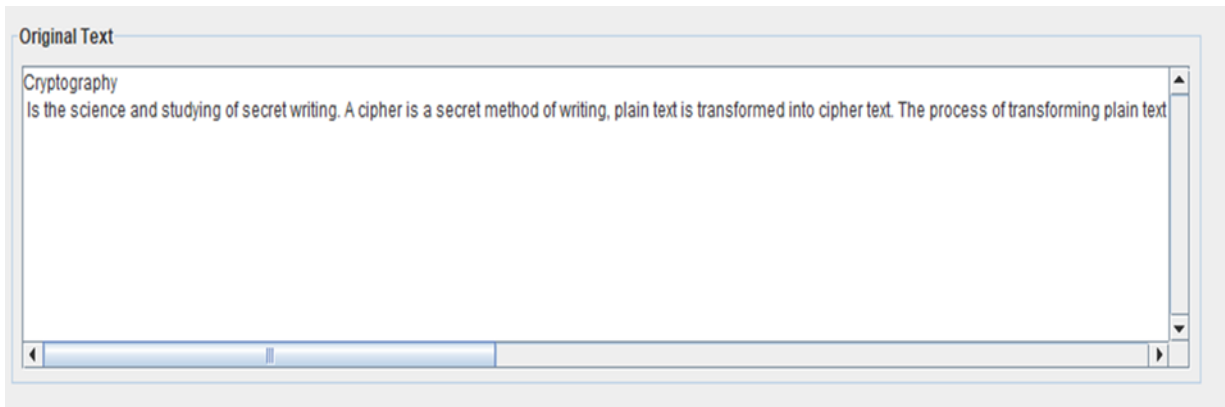 Original Text
Cryptography
Is the science and studying of secret writing. A cipher is a secret method of writing, plain text is transformed into cipher text. The process of transforming plain text